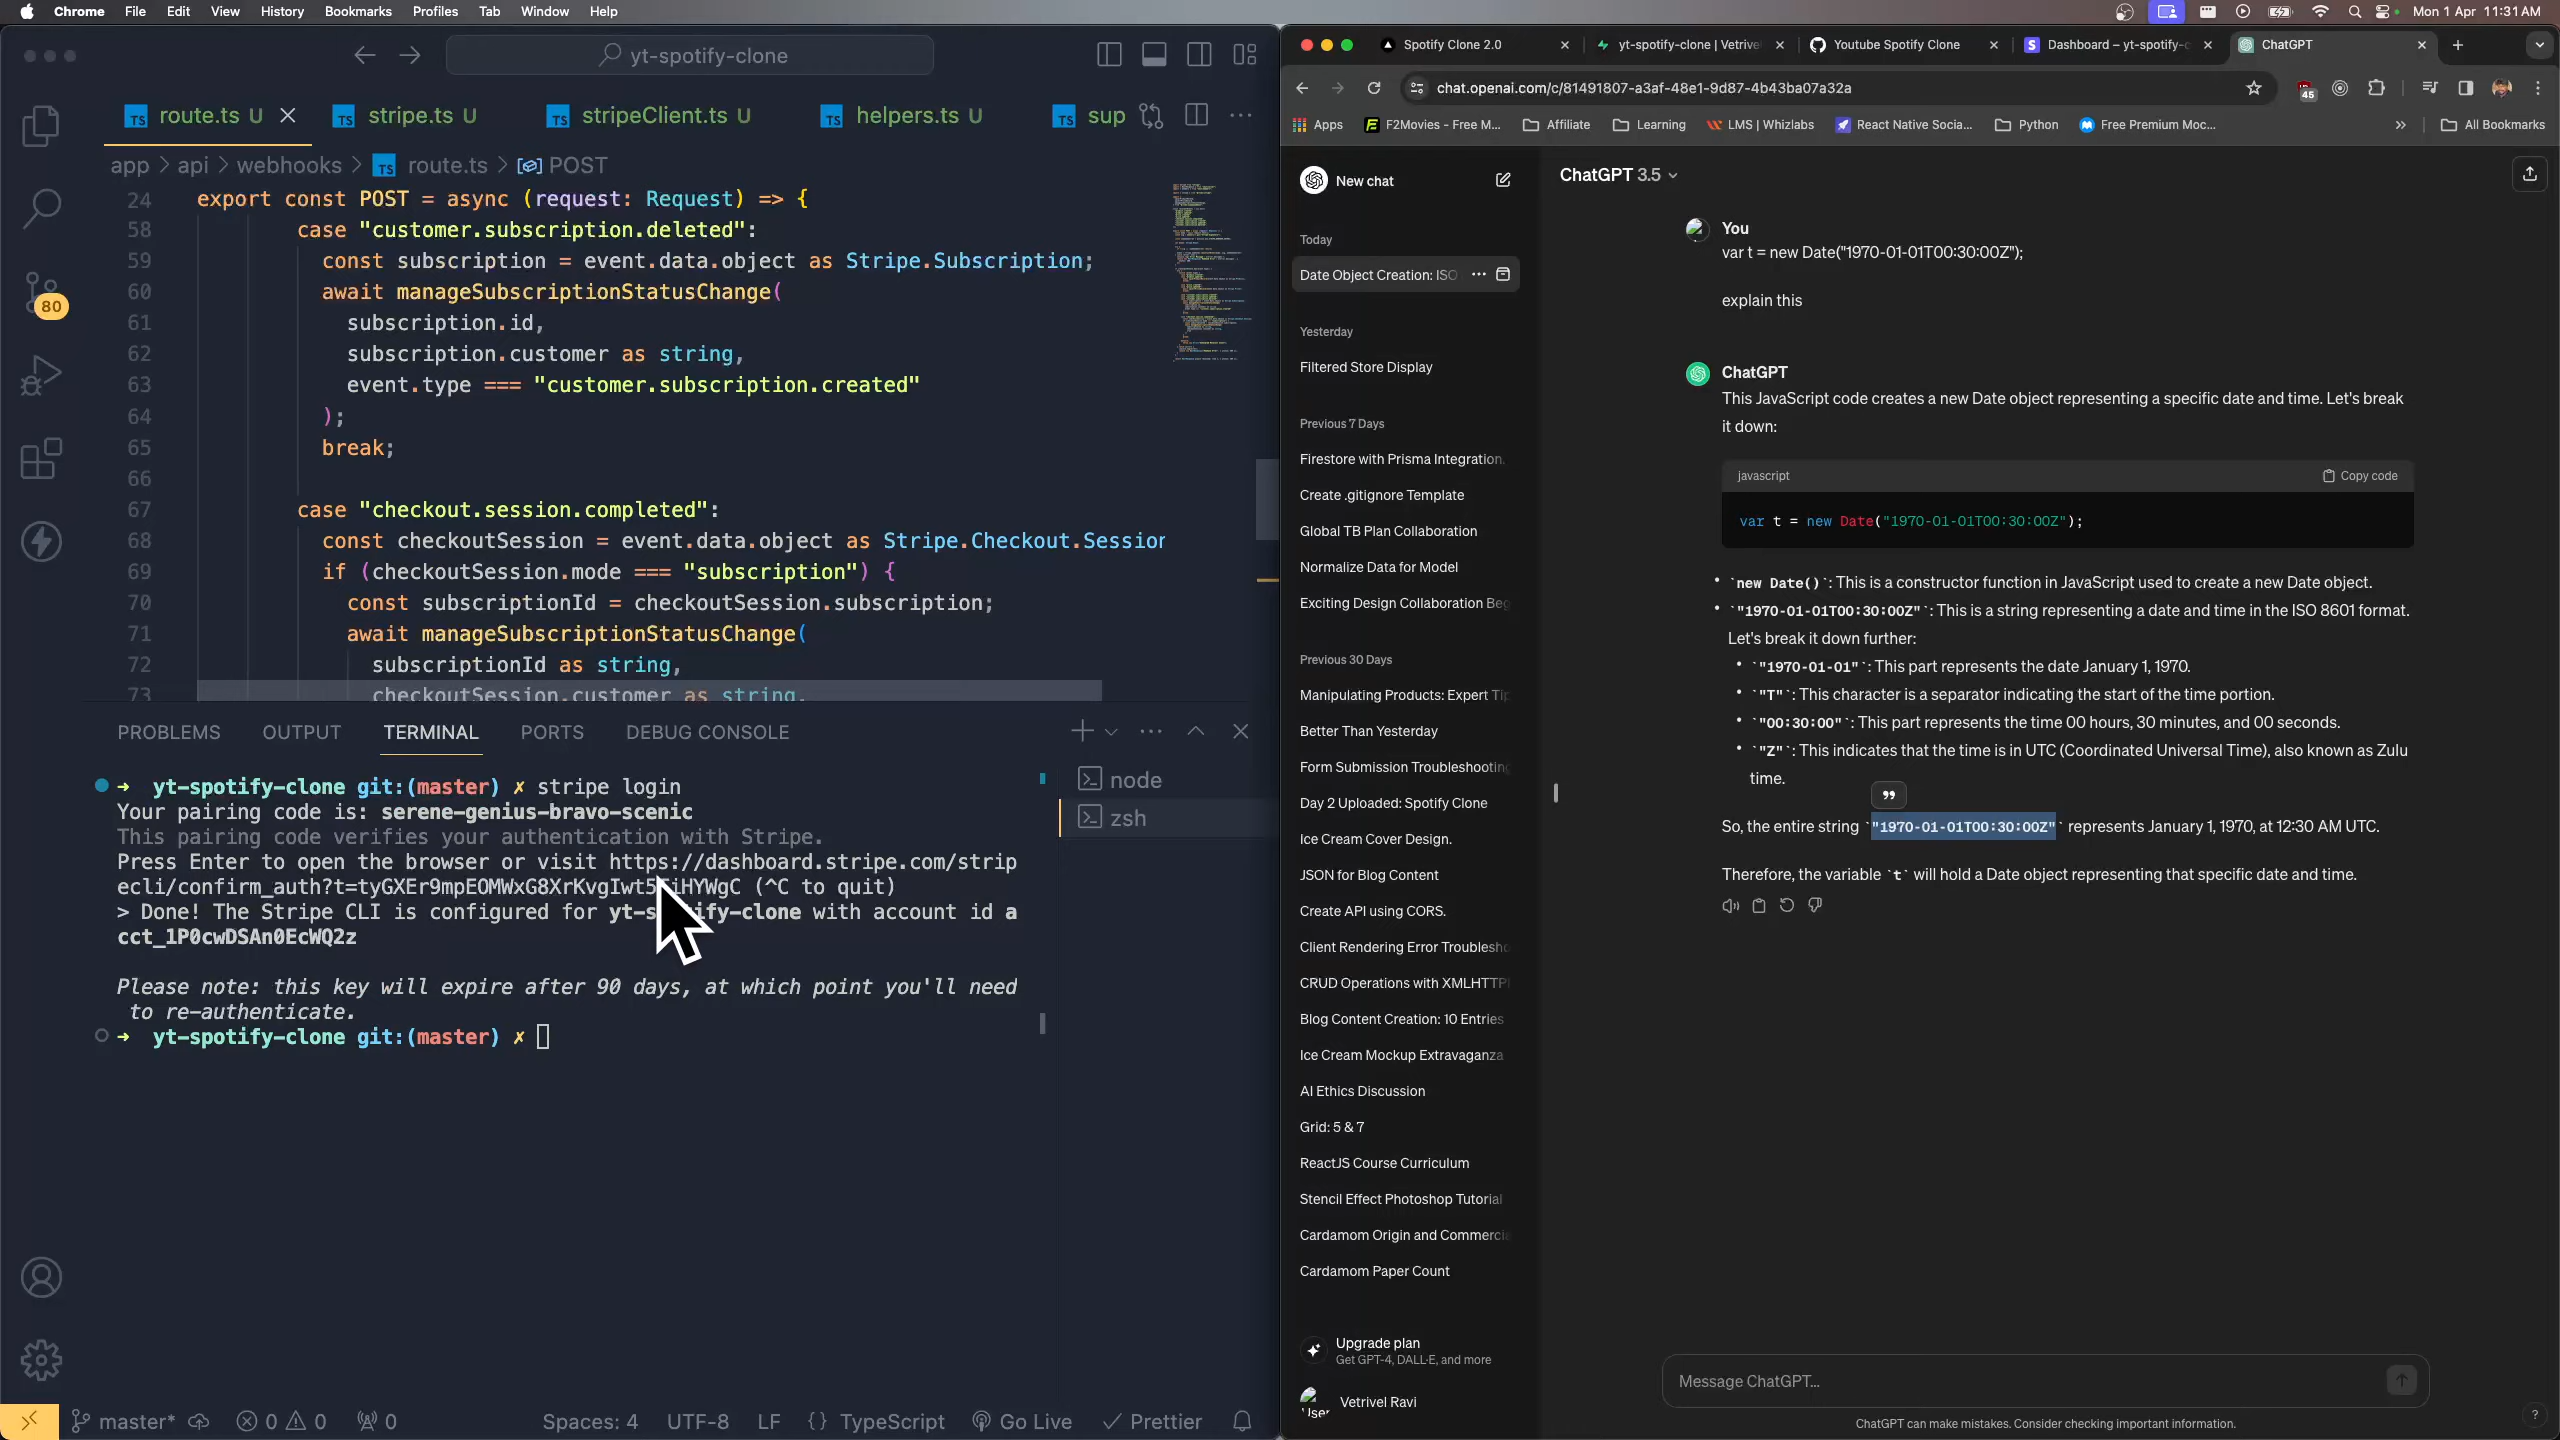 Chrome File Edit View History Bookmarks Profiles Tab Window Help
Mon 1 Apr 11:31 AM
yt-spotify-clone
route.ts U
stripe.ts U
stripeClient.ts U
helpers.ts U
sup
app > api > webhooks > route.ts > POST
24 export const POST = async (request: Request) => {
58 case "customer.subscription.deleted":
59 const subscription = event.data.object as Stripe.Subscription;
60 await manageSubscriptionStatusChange(
61 subscription.id,
62 subscription.customer as string,
63 event.type === "customer.subscription.created"
64 );
65 break;
66
67 case "checkout.session.completed":
68 const checkoutSession = event.data.object as Stripe.Checkout.Session
69 if (checkoutSession.mode === "subscription") {
70 const subscriptionId = checkoutSession.subscription;
71 await manageSubscriptionStatusChange(
72 subscriptionId as string,
73 checkoutSession.customer as string,
80
PROBLEMS OUTPUT TERMINAL PORTS DEBUG CONSOLE
node
zsh
➜ yt-spotify-clone git:(master) ✗ stripe login
Your pairing code is: serene-genius-bravo-scenic
This pairing code verifies your authentication with Stripe.
Press Enter to open the browser or visit https://dashboard.stripe.com/strip
(^C to quit)
> Done! The Stripe CLI is configured for yt-spotify-clone with account id a
cct_1P0cwDSAn0EcWQ2z
Please note: this key will expire after 90 days, at which point you'll need
to re-authenticate.
➜ yt-spotify-clone git:(master) ✗
master* 0 0 0 Spaces: 4 UTF-8 LF {} TypeScript Go Live Prettier
Spotify Clone 2.0
yt-spotify-clone | Vetrive
Youtube Spotify Clone
Dashboard – yt-spotify-c
ChatGPT
chat.openai.com/c/81491807-a3af-48e1-9d87-4b43ba07a32a
45
Apps F2Movies - Free M... Affiliate Learning LMS | Whizlabs React Native Socia... Python Free Premium Moc... » All Bookmarks
New chat
Today
Date Object Creation: ISO
Yesterday
Filtered Store Display
Previous 7 Days
Firestore with Prisma Integration.
Create .gitignore Template
Global TB Plan Collaboration
Normalize Data for Model
Exciting Design Collaboration Beg
Previous 30 Days
Manipulating Products: Expert Tip
Better Than Yesterday
Form Submission Troubleshooting
Day 2 Uploaded: Spotify Clone
Ice Cream Cover Design.
JSON for Blog Content
Create API using CORS.
Client Rendering Error Troublesho
CRUD Operations with XMLHTTP
Blog Content Creation: 10 Entries
Ice Cream Mockup Extravaganza
AI Ethics Discussion
Grid: 5 & 7
ReactJS Course Curriculum
Stencil Effect Photoshop Tutorial
Cardamom Origin and Commercia
Cardamom Paper Count
Upgrade plan
Get GPT-4, DALL·E, and more
User
Vetrivel Ravi
ChatGPT 3.5
You
var t = new Date("1970-01-01T00:30:00Z");
explain this
ChatGPT
This JavaScript code creates a new Date object representing a specific date and time. Let's break
it down:
javascript
Copy code
var t = new Date("1970-01-01T00:30:00Z");
• `new Date()`: This is a constructor function in JavaScript used to create a new Date object.
• `"1970-01-01T00:30:00Z"`: This is a string representing a date and time in the ISO 8601 format.
Let's break it down further:
• `"1970-01-01"`: This part represents the date January 1, 1970.
• `"T"`: This character is a separator indicating the start of the time portion.
• `"00:30:00"`: This part represents the time 00 hours, 30 minutes, and 00 seconds.
• `"Z"`: This indicates that the time is in UTC (Coordinated Universal Time), also known as Zulu
time.
So, the entire string `"1970-01-01T00:30:00Z"` represents January 1, 1970, at 12:30 AM UTC.
Therefore, the variable `t` will hold a Date object representing that specific date and time.
Message ChatGPT...
ChatGPT can make mistakes. Consider checking important information.
?